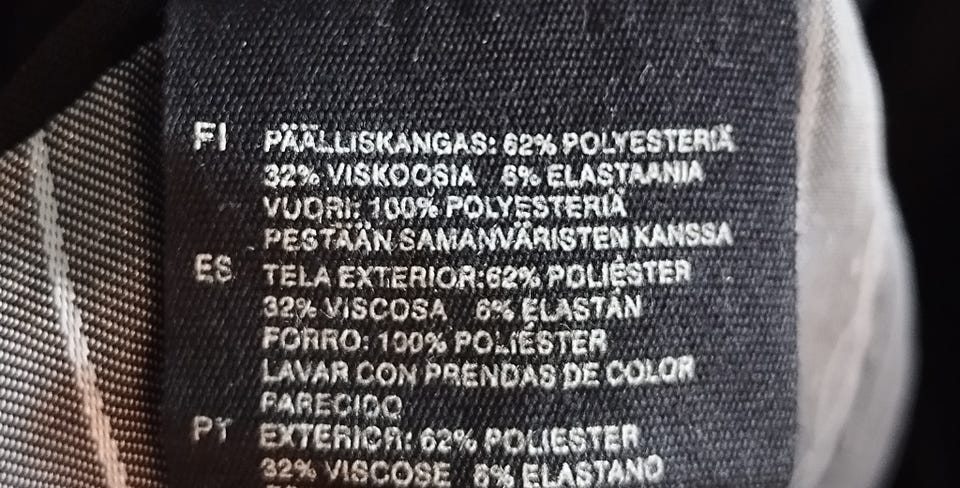 FI PÄÄLLISKANGAS: 62% POLYESTERIÄ
32% VISKOOSIA 6% ELASTAANIA
VUORI: 100% POLYESTERIÄ
PESTÄÄN SAMANVÄRISTEN KANSSA
ES TELA EXTERIOR:62% POLIÉSTER
32% VISCOSA 6% ELASTÁN
FORRO: 100% POLIÉSTER
LAVAR CON PRENDAS DE COLOR
PARECIDO
PT EXTERIOR: 62% POLIESTER
32% VISCOSE 6% ELASTANO